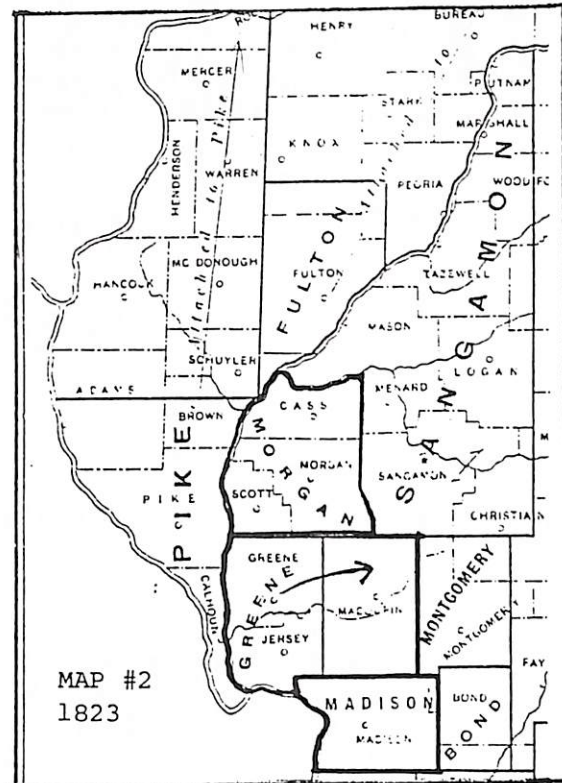 HENRY
BUREAU
MERCER
PUTNAM
STARK
MARSHALL
KNOX
HENDERSON
WARREN
Attached to Pike
Attached to
PEORIA
WOODFO
FULTON
FULTON
MC DONOUGH
HANCOCK
TAZEWELL
MASON
SANGAMON
LOGAN
SCHUYLER
MENARD
ADAMS
CASS
BROWN
MORGAN
MORGAN
SANGAMON
SCOTT
PIKE
PIKE
CHRISTIAN
GREENE
GREENE
CALHOUN
MACOUPIN
MONTGOMERY
MONTGOMERY
JERSEY
FAY
MADISON
MADISON
BOND
BOND
MAP #2
1823